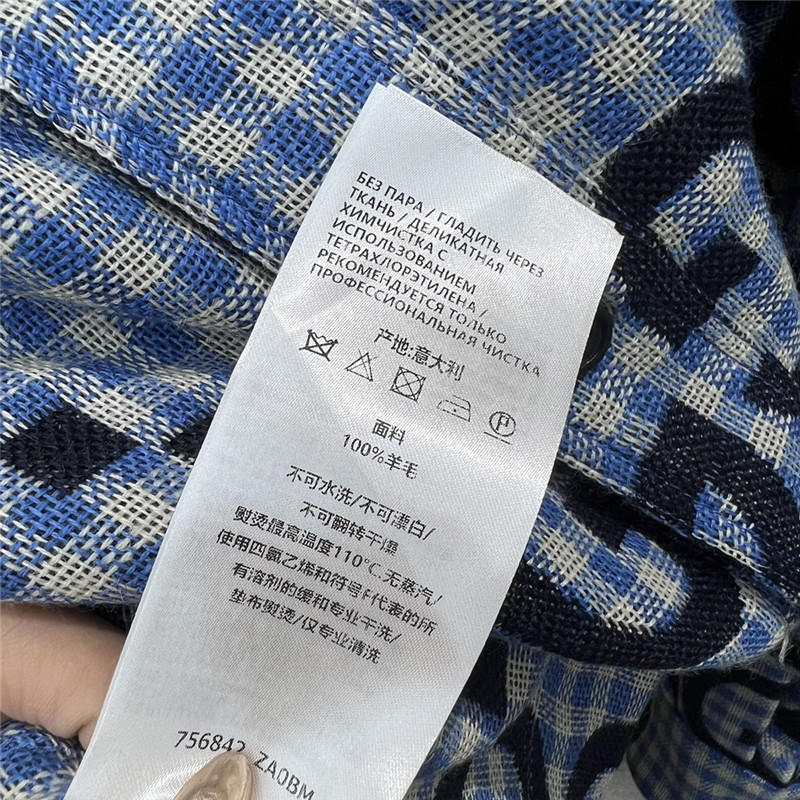 БЕЗ ПАРА / ГЛАДИТЬ ЧЕРЕЗ
ТКАНЬ / ДЕЛИКАТНАЯ
ХИМЧИСТКА С
ИСПОЛЬЗОВАНИЕМ
ТЕТРАХЛОРЭТИЛЕНА /
РЕКОМЕНДУЕТСЯ ТОЛЬКО
ПРОФЕССИОНАЛЬНАЯ ЧИСТКА
产地:意大利
P
面料
100%羊毛
不可水洗/不可漂白/
不可翻转干燥
熨烫最高温度110℃,无蒸汽/
使用四氯乙烯和符号F代表的所
有溶剂的缓和专业干洗/
垫布熨烫/仅专业清洗
756842 ZA0BM